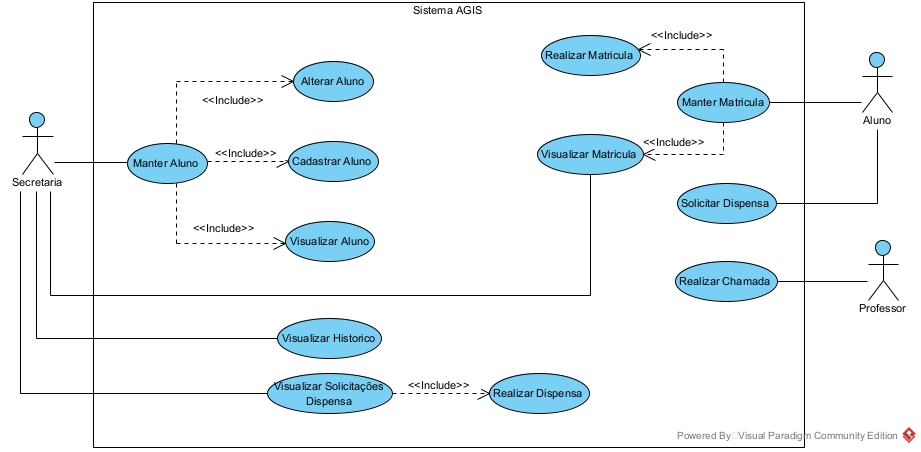 Sistema AGIS
<<Include>>
Realizar Matricula
Alterar Aluno
<<Include>>
Manter Matricula
Aluno
<<Include>>
Visualizar Matricula
<<Include>>
Cadastrar Aluno
Manter Aluno
Secretaria
Solicitar Dispensa
<<Include>>
Visualizar Aluno
Realizar Chamada
Professor
Visualizar Historico
Visualizar Solicitações
Dispensa
<<Include>>
Realizar Dispensa
Powered By Visual Paradigm Community Edition